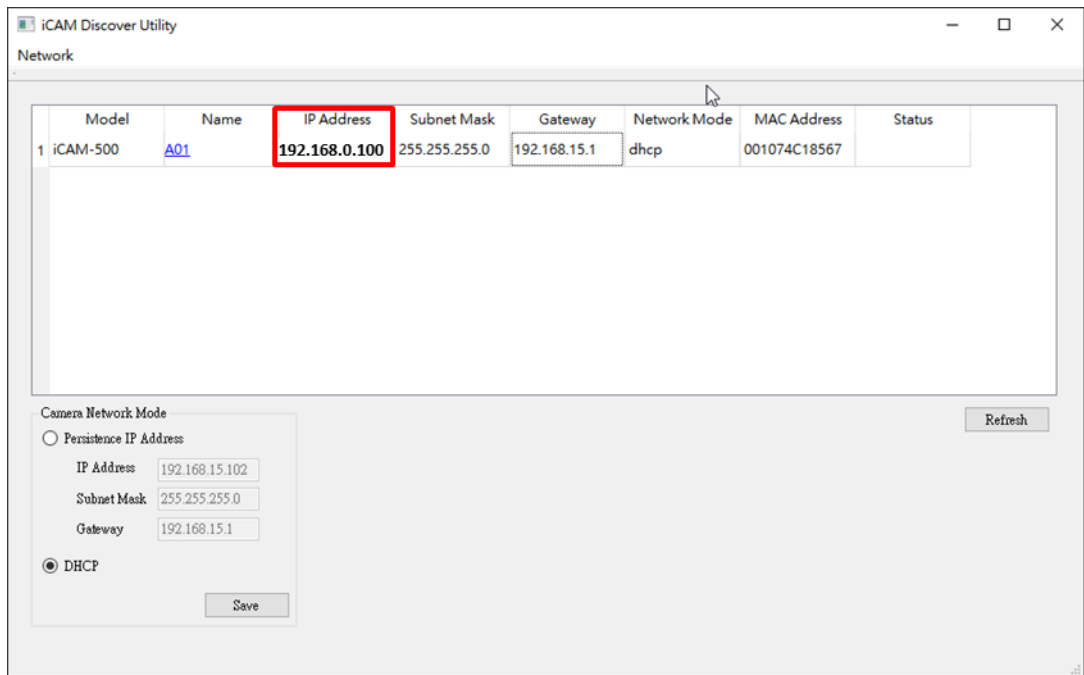 iCAM Discover Utility
Network
Model Name IP Address Subnet Mask Gateway Network Mode MAC Address Status
1 iCAM-500 A01 192.168.0.100 255.255.255.0 192.168.15.1 dhcp 001074C18567
Camera Network Mode
Refresh
Persistence IP Address
IP Address 192.168.15.102
Subnet Mask 255.255.255.0
Gateway 192.168.15.1
DHCP
Save